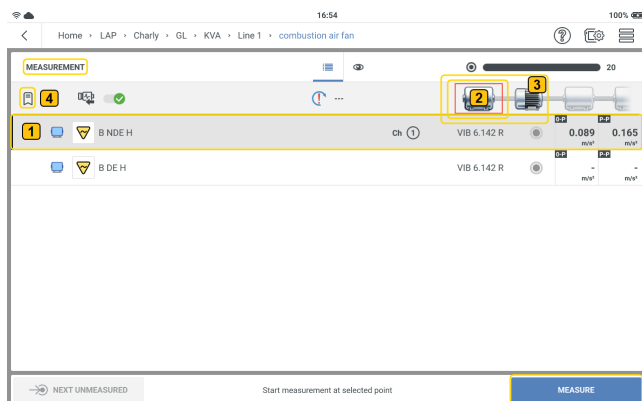 16:54
100%
Home › LAP › Charly › GL › KVA › Line 1 › combustion air fan
MEASUREMENT
20
4
---
2
3
1
B NDE H
Ch 1
VIB 6.142 R
0-P
0.089
m/s²
P-P
0.165
m/s²
B DE H
VIB 6.142 R
0-P
-
m/s²
P-P
-
m/s²
NEXT UNMEASURED
Start measurement at selected point
MEASURE